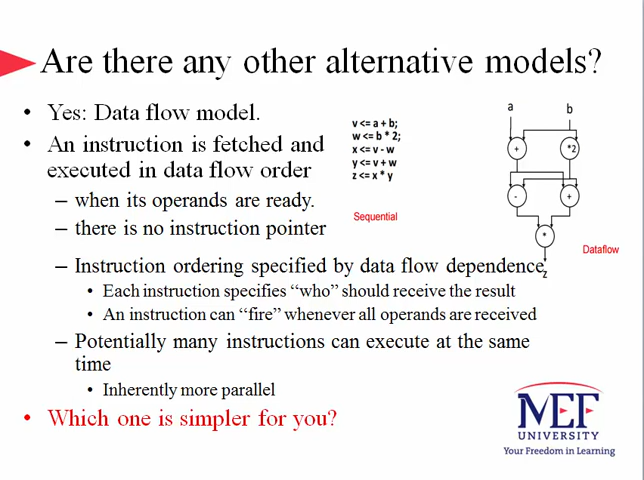 Are there any other alternative models?
• Yes: Data flow model.
• An instruction is fetched and
executed in data flow order
– when its operands are ready.
– there is no instruction pointer
v <= a + b;
w <= b * 2;
x <= v - w
y <= v + w
z <= x * y
Sequential
a b
+ *2
- +
*
z
Dataflow
– Instruction ordering specified by data flow dependence
• Each instruction specifies “who” should receive the result
• An instruction can “fire” whenever all operands are received
– Potentially many instructions can execute at the same
time
• Inherently more parallel
• Which one is simpler for you?
MEF
UNIVERSITY
Your Freedom in Learning